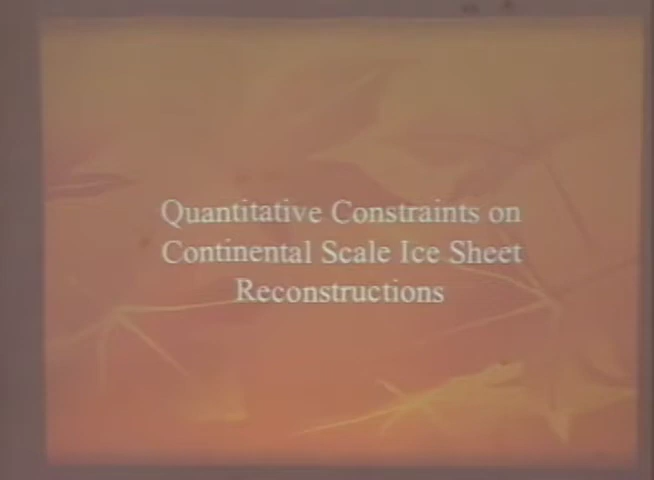 Quantitative Constraints on
Continental Scale Ice Sheet
Reconstructions